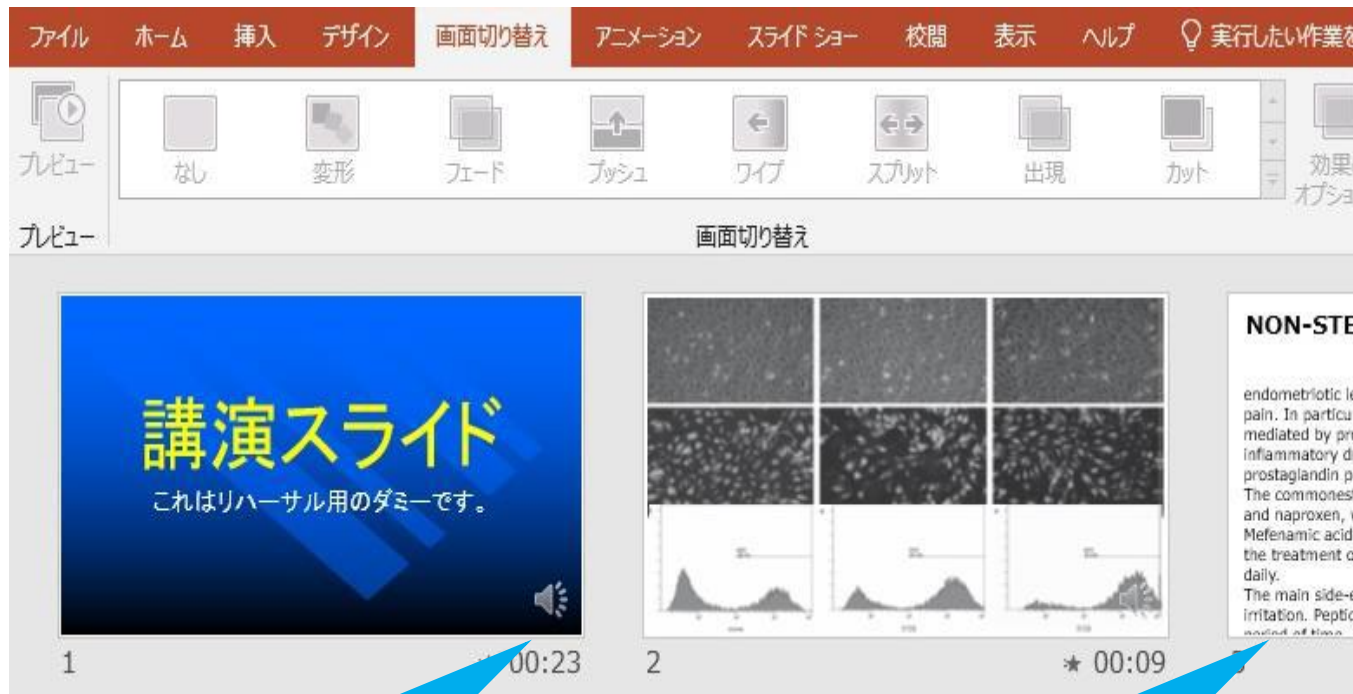 ファイル ホーム 挿入 デザイン 画面切り替え アニメーション スライド ショー 校閲 表示 ヘルプ 実行したい作業を
プレビュー なし 変形 フェード プッシュ ワイプ スプリット 出現 カット 効果
オプショ
プレビュー 画面切り替え
講演スライド
これはリハーサル用のダミーです。
NON-STE
endometriotic le
pain. In particu
mediated by pr
inflammatory d
prostaglandin p
The commonest
and naproxen,
Mefenamic acid
the treatment o
daily.
The main side-e
irritation. Peptic
period of time
1 00:23 2 00:09